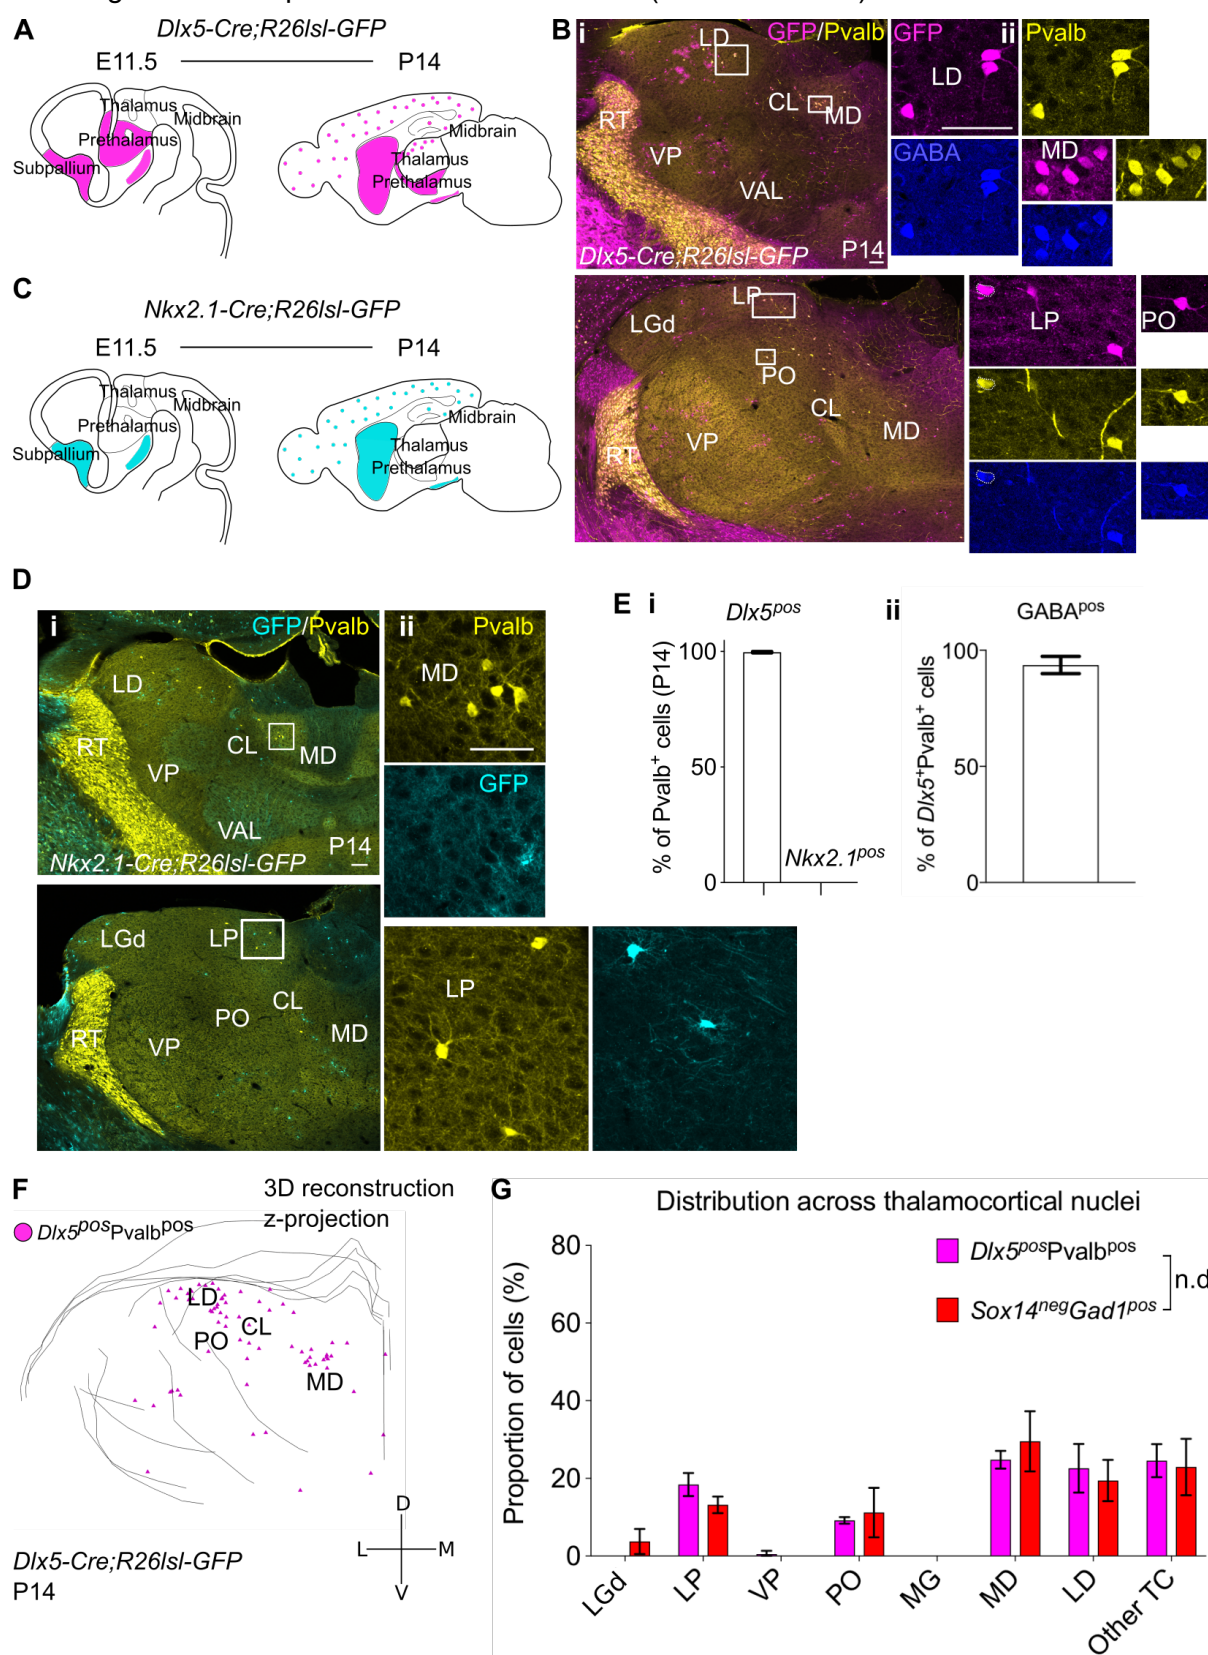 A
Dlx5-Cre;R26lsl-GFP
E11.5
P14
Thalamus
Midbrain
Prethalamus
Subpallium
Midbrain
Thalamus
Prethalamus
B
i
LD
GFP/Pvalb
CL
MD
RT
VP
VAL
P14
Dlx5-Cre;R26lsl-GFP
GFP
ii
Pvalb
LD
GABA
MD
LP
LGd
PO
CL
VP
MD
RT
LP
PO
C
Nkx2.1-Cre;R26lsl-GFP
E11.5
P14
Thalamus
Midbrain
Prethalamus
Subpallium
Midbrain
Thalamus
Prethalamus
D
i
GFP/Pvalb
LD
RT
CL
MD
VP
VAL
P14
Nkx2.1-Cre;R26lsl-GFP
ii
Pvalb
MD
GFP
LGd
LP
CL
PO
MD
RT
VP
LP
E
i
Dlx5pos
% of Pvalb+ cells (P14)
100
50
0
Nkx2.1pos
ii
GABApos
% of Dlx5+Pvalb+ cells
100
50
0
F
3D reconstruction
z-projection
Dlx5posPvalbpos
LD
PO
CL
MD
D
L
M
V
Dlx5-Cre;R26lsl-GFP
P14
G
Distribution across thalamocortical nuclei
Dlx5posPvalbpos
Sox14negGad1pos
n.d
Proportion of cells (%)
80
60
40
20
0
LGd
LP
VP
PO
MG
MD
LD
Other TC